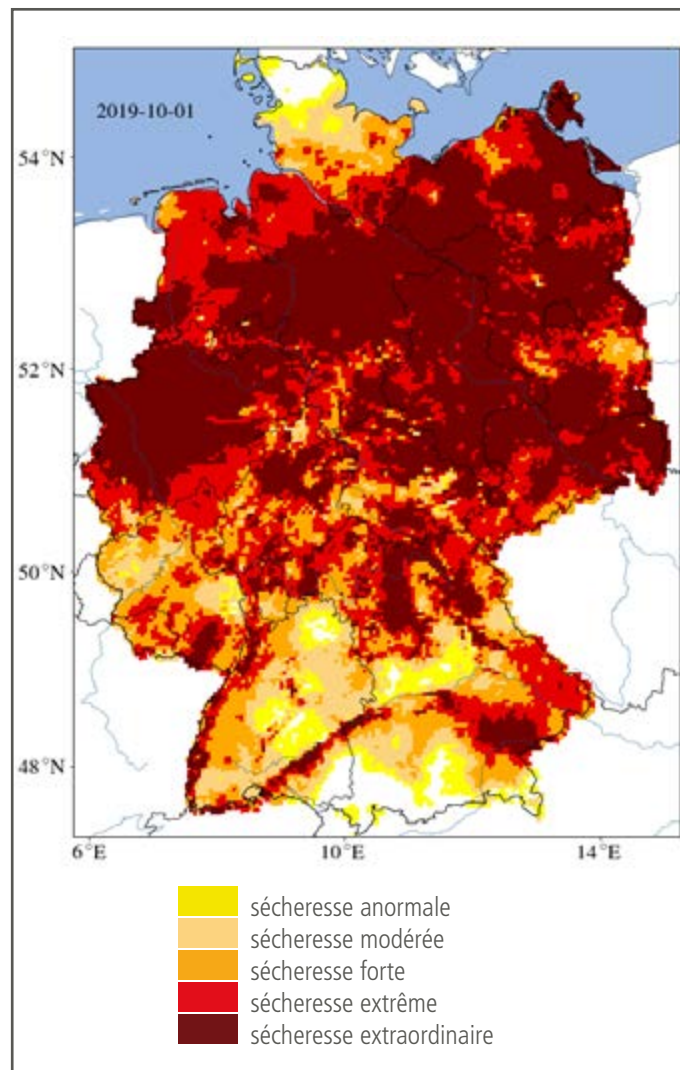 2019-10-01
54°N
52°N
50°N
48°N
6°E 10°E 14°E
sécheresse anormale
sécheresse modérée
sécheresse forte
sécheresse extrême
sécheresse extraordinaire